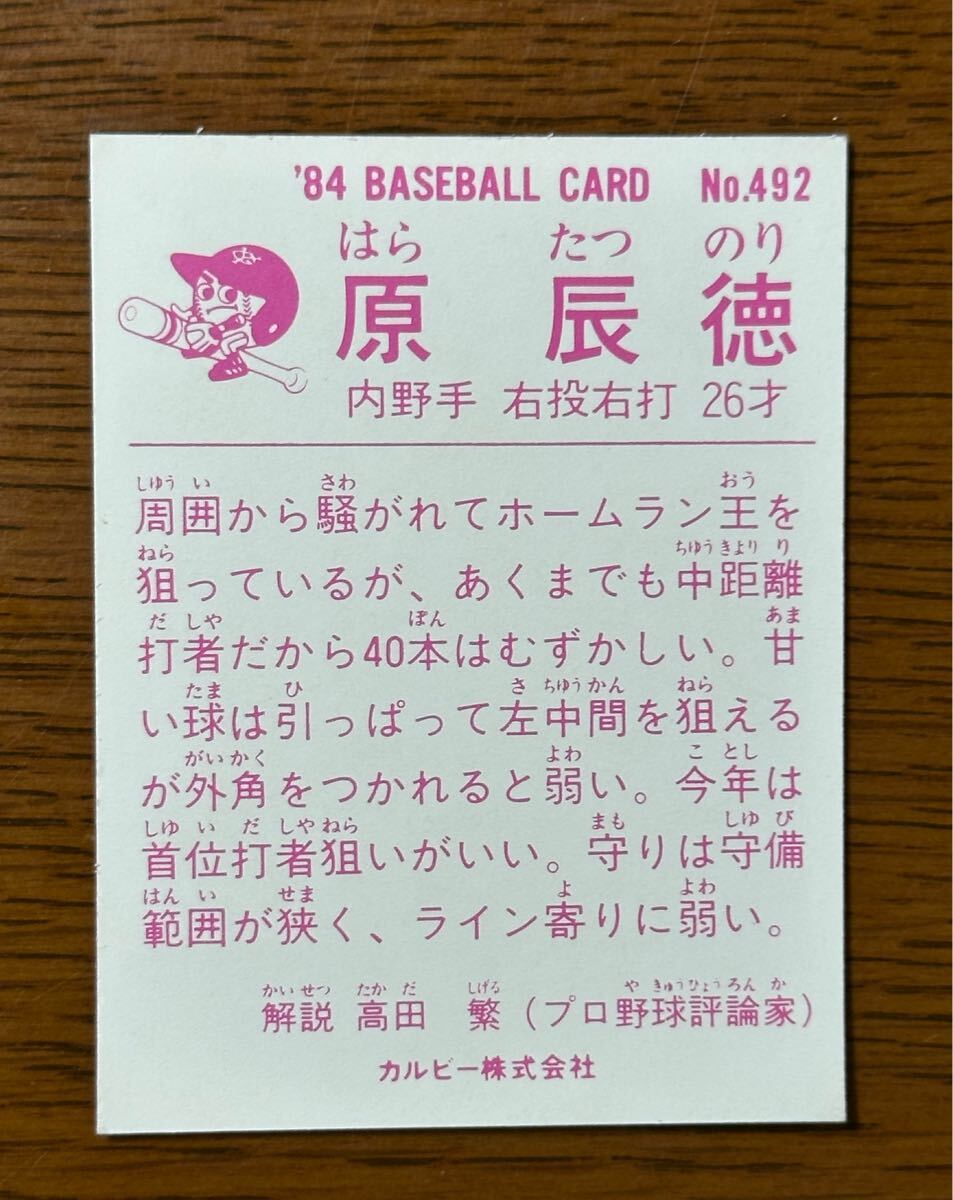 '84 BASEBALL CARD No.492
はら たつ のり
原 辰 徳
内野手 右投右打 26才
しゆう い さわ おう
周囲から騒がれてホームラン王を
ねら ちゆう きより り
狙っているが、あくまでも中距離
だ しや ぽん あま
打者だから40本はむずかしい。甘
たま ひ さ ちゆう かん ねら
い球は引っぱって左中間を狙える
がい かく よわ こ とし
が外角をつかれると弱い。今年は
しゆ い だ しや ねら まも しゆ び
首位打者狙いがいい。守りは守備
はん い せま よ よわ
範囲が狭く、ライン寄りに弱い。
かい せつ たか だ しげる や きゅう ひょう ろん か
解説 高田 繁(プロ野球評論家)
カルビー株式会社